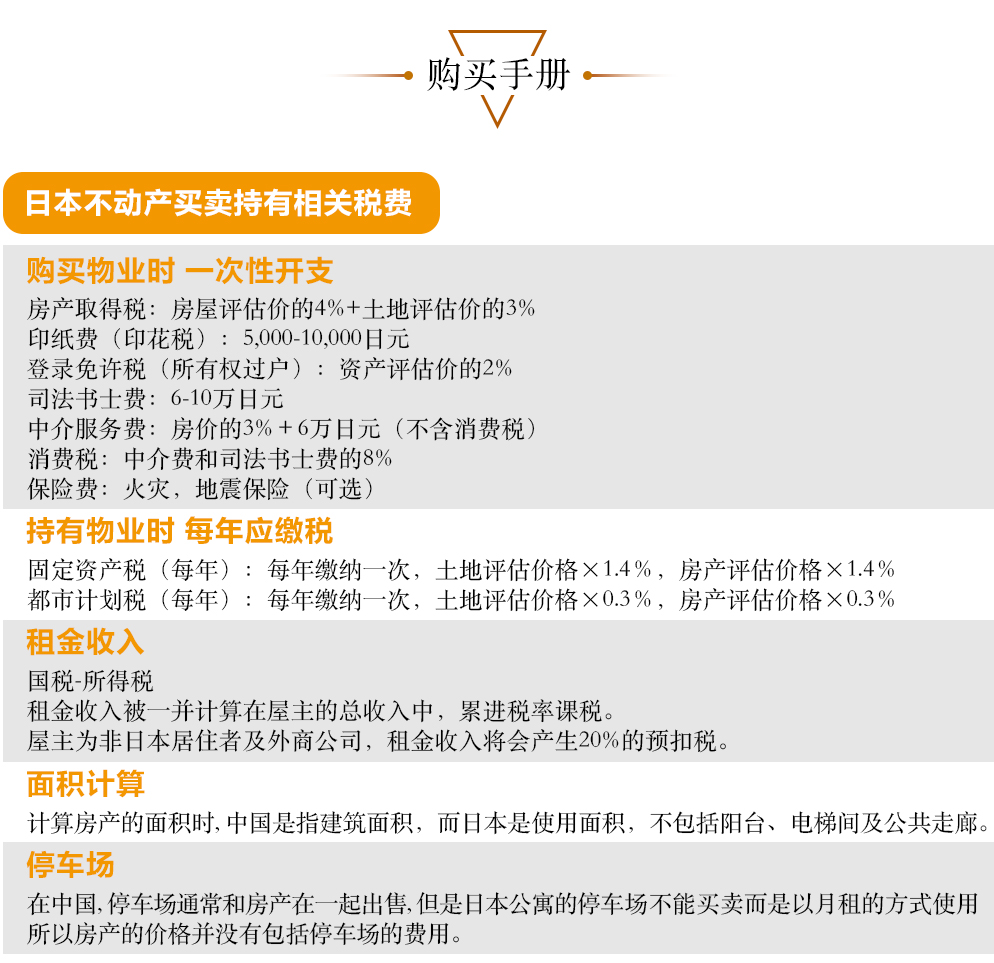 购买手册
日本不动产买卖持有相关税费
购买物业时 一次性开支
房产取得税：房屋评估价的4%+土地评估价的3%
印纸费（印花税）：5,000-10,000日元
登录免许税（所有权过户）：资产评估价的2%
司法书士费：6-10万日元
中介服务费：房价的3%＋6万日元（不含消费税）
消费税：中介费和司法书士费的8%
保险费：火灾，地震保险（可选）
持有物业时 每年应缴税
固定资产税（每年）：每年缴纳一次，土地评估价格×1.4%，房产评估价格×1.4%
都市计划税（每年）：每年缴纳一次，土地评估价格×0.3%，房产评估价格×0.3%
租金收入
国税-所得税
租金收入被一并计算在屋主的总收入中，累进税率课税。
屋主为非日本居住者及外商公司，租金收入将会产生20%的预扣税。
面积计算
计算房产的面积时,中国是指建筑面积，而日本是使用面积，不包括阳台、电梯间及公共走廊。
停车场
在中国,停车场通常和房产在一起出售,但是日本公寓的停车场不能买卖而是以月租的方式使用
所以房产的价格并没有包括停车场的费用。